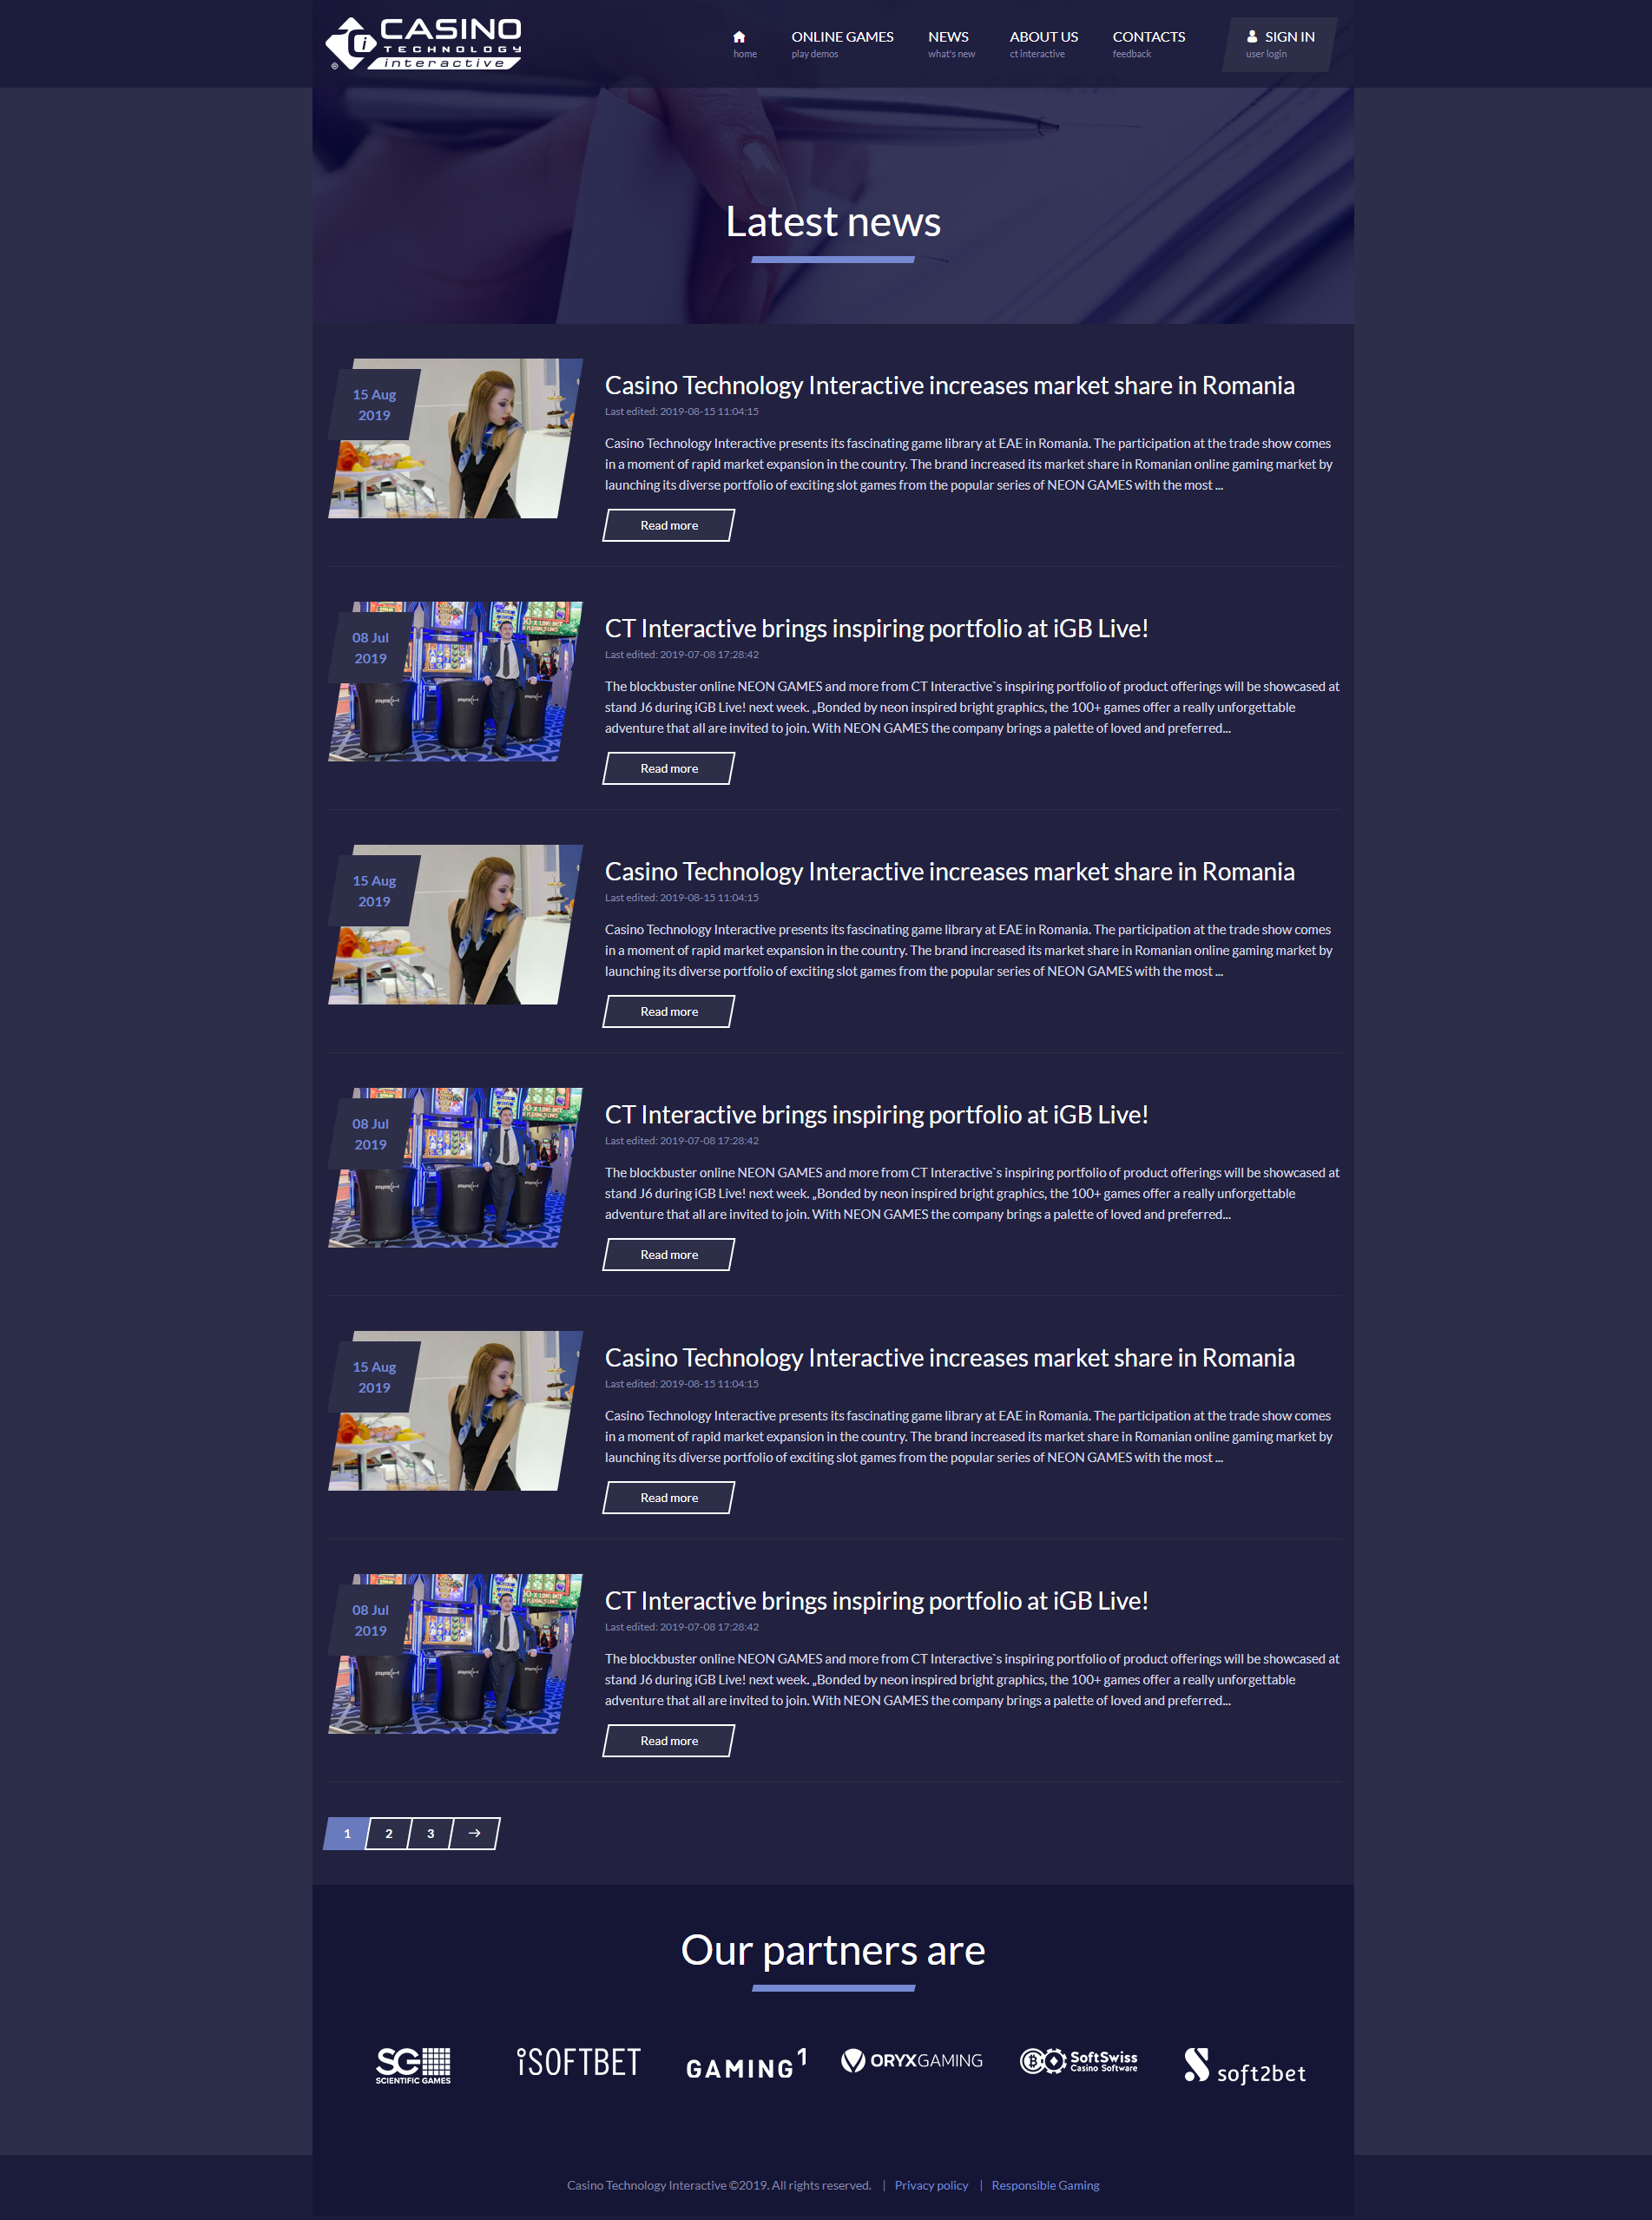 CASINO
TECHNOLOGY
interactive
home
ONLINE GAMES
play demos
NEWS
what's new
ABOUT US
ct interactive
CONTACTS
feedback
SIGN IN
user login
Latest news
15 Aug
2019
Casino Technology Interactive increases market share in Romania
Last edited: 2019-08-15 11:04:15
Casino Technology Interactive presents its fascinating game library at EAE in Romania. The participation at the trade show comes
in a moment of rapid market expansion in the country. The brand increased its market share in Romanian online gaming market by
launching its diverse portfolio of exciting slot games from the popular series of NEON GAMES with the most ...
Read more
08 Jul
2019
CT Interactive brings inspiring portfolio at iGB Live!
Last edited: 2019-07-08 17:28:42
The blockbuster online NEON GAMES and more from CT Interactive`s inspiring portfolio of product offerings will be showcased at
stand J6 during iGB Live! next week. „Bonded by neon inspired bright graphics, the 100+ games offer a really unforgettable
adventure that all are invited to join. With NEON GAMES the company brings a palette of loved and preferred...
Read more
15 Aug
2019
Casino Technology Interactive increases market share in Romania
Last edited: 2019-08-15 11:04:15
Casino Technology Interactive presents its fascinating game library at EAE in Romania. The participation at the trade show comes
in a moment of rapid market expansion in the country. The brand increased its market share in Romanian online gaming market by
launching its diverse portfolio of exciting slot games from the popular series of NEON GAMES with the most ...
Read more
08 Jul
2019
CT Interactive brings inspiring portfolio at iGB Live!
Last edited: 2019-07-08 17:28:42
The blockbuster online NEON GAMES and more from CT Interactive`s inspiring portfolio of product offerings will be showcased at
stand J6 during iGB Live! next week. „Bonded by neon inspired bright graphics, the 100+ games offer a really unforgettable
adventure that all are invited to join. With NEON GAMES the company brings a palette of loved and preferred...
Read more
15 Aug
2019
Casino Technology Interactive increases market share in Romania
Last edited: 2019-08-15 11:04:15
Casino Technology Interactive presents its fascinating game library at EAE in Romania. The participation at the trade show comes
in a moment of rapid market expansion in the country. The brand increased its market share in Romanian online gaming market by
launching its diverse portfolio of exciting slot games from the popular series of NEON GAMES with the most ...
Read more
08 Jul
2019
CT Interactive brings inspiring portfolio at iGB Live!
Last edited: 2019-07-08 17:28:42
The blockbuster online NEON GAMES and more from CT Interactive`s inspiring portfolio of product offerings will be showcased at
stand J6 during iGB Live! next week. „Bonded by neon inspired bright graphics, the 100+ games offer a really unforgettable
adventure that all are invited to join. With NEON GAMES the company brings a palette of loved and preferred...
Read more
1 2 3 →
Our partners are
SG
SCIENTIFIC GAMES
iSOFTBET
GAMING1
ORYXGAMING
SoftSwiss
Casino Software
soft2bet
Casino Technology Interactive ©2019. All rights reserved. | Privacy policy | Responsible Gaming